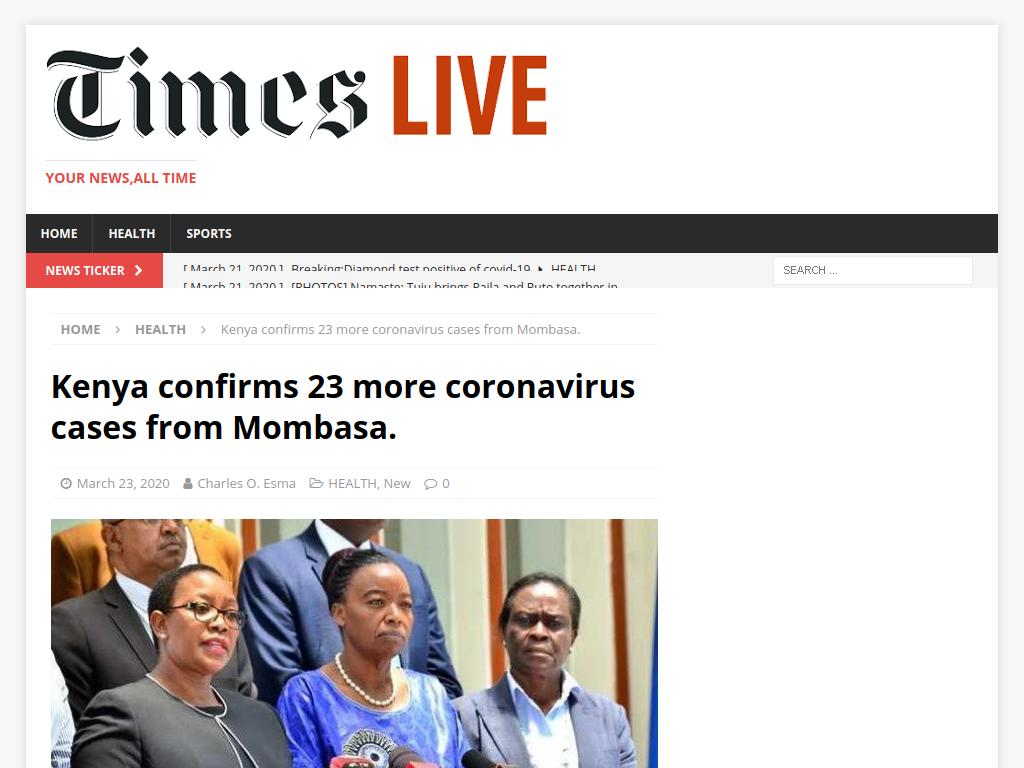 Times LIVE
YOUR NEWS,ALL TIME
HOME HEALTH SPORTS
NEWS TICKER
[ March 21, 2020 ] Breaking:Diamond test positive of covid-19 HEALTH
[ March 21, 2020 ] [PHOTOS] Namaste: Tuju brings Raila and Ruto together in
SEARCH ...
HOME HEALTH Kenya confirms 23 more coronavirus cases from Mombasa.
Kenya confirms 23 more coronavirus
cases from Mombasa.
March 23, 2020 Charles O. Esma HEALTH, New 0